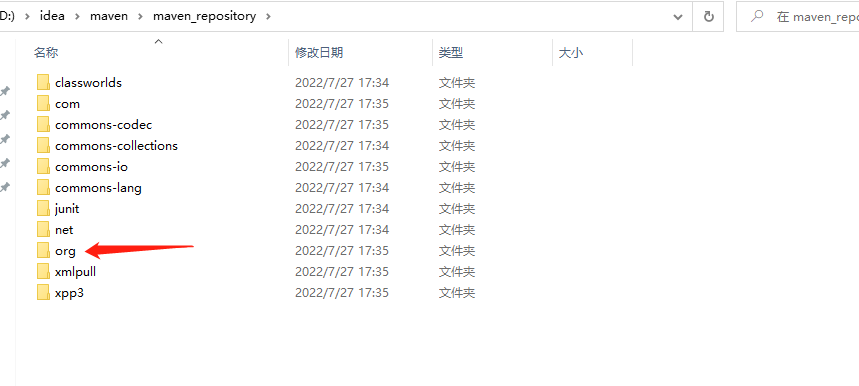 D:) > idea > maven > maven_repository > 在 maven_repo
名称 修改日期 类型 大小
classworlds 2022/7/27 17:34 文件夹
com 2022/7/27 17:35 文件夹
commons-codec 2022/7/27 17:35 文件夹
commons-collections 2022/7/27 17:34 文件夹
commons-io 2022/7/27 17:35 文件夹
commons-lang 2022/7/27 17:34 文件夹
junit 2022/7/27 17:34 文件夹
net 2022/7/27 17:34 文件夹
org 2022/7/27 17:35 文件夹
xmlpull 2022/7/27 17:35 文件夹
xpp3 2022/7/27 17:35 文件夹